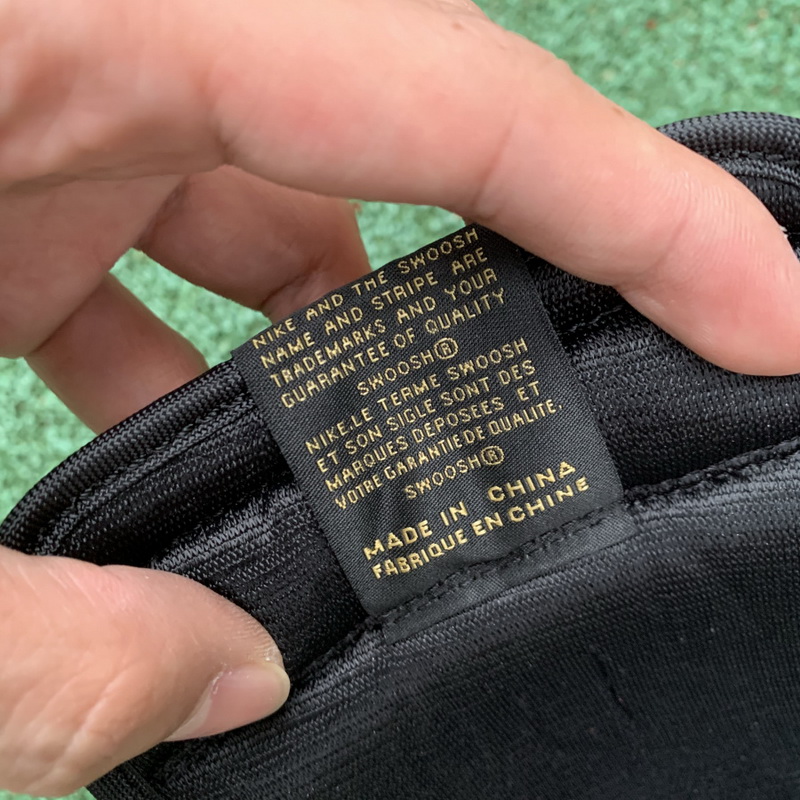 NIKE AND THE SWOOSH
NAME AND STRIPE ARE
TRADEMARKS AND YOUR
GUARANTEE OF QUALITY
SWOOSH®
NIKE.LE TERME SWOOSH
ET SON SIGLE SONT DES
MARQUES DEPOSEES ET
VOTRE GARANTIE DE QUALITE.
SWOOSH®
MADE IN CHINA
FABRIQUE EN CHINE